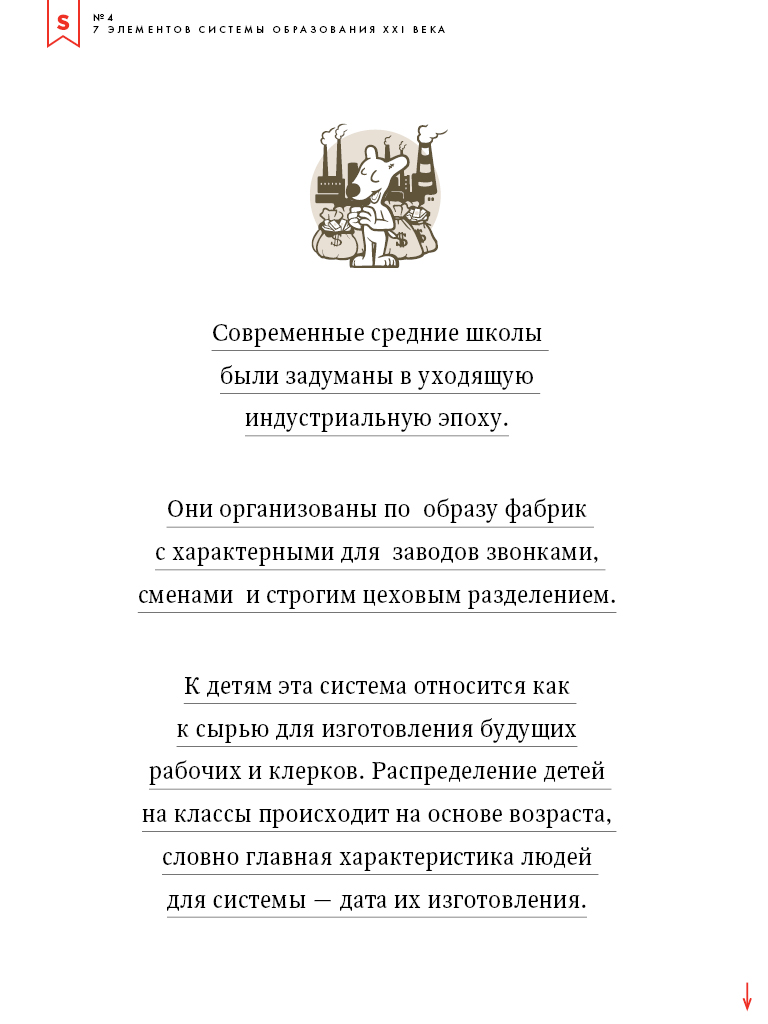 S
№4
7 ЭЛЕМЕНТОВ СИСТЕМЫ ОБРАЗОВАНИЯ XXI ВЕКА
$
$
$
Современные средние школы
были задуманы в уходящую
индустриальную эпоху.
Они организованы по образу фабрик
с характерными для заводов звонками,
сменами и строгим цеховым разделением.
К детям эта система относится как
к сырью для изготовления будущих
рабочих и клерков. Распределение детей
на классы происходит на основе возраста,
словно главная характеристика людей
для системы — дата их изготовления.